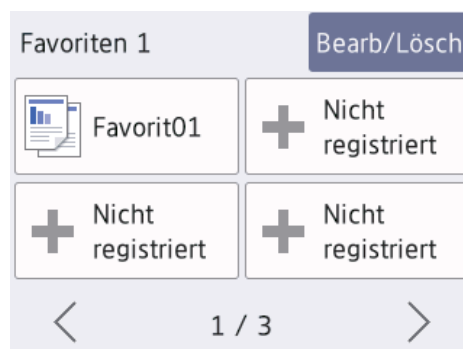 Favoriten 1
Bearb/Lösch
Favorit01
Nicht
registriert
Nicht
registriert
Nicht
registriert
1 / 3